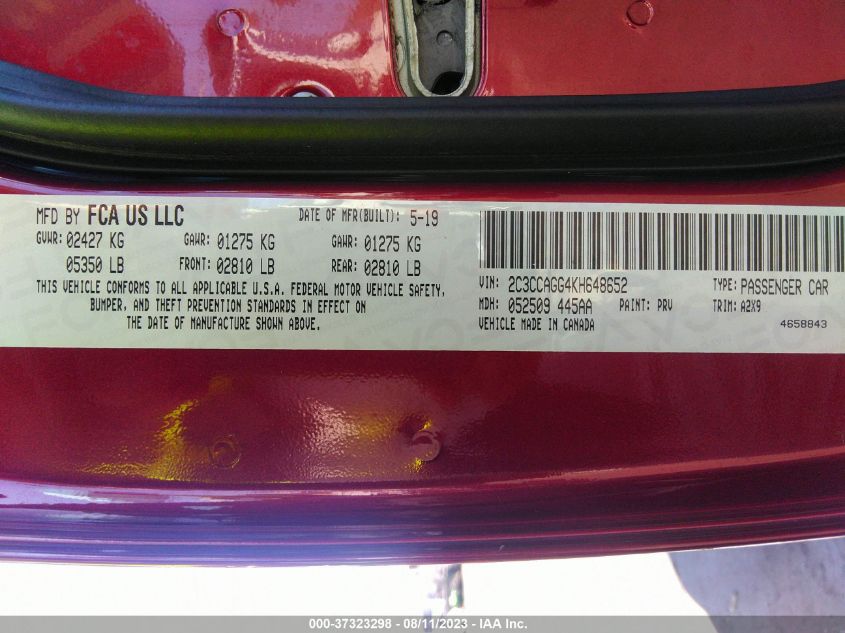 MFD BY FCA US LLC DATE OF MFR(BUILT): 5-19
GVWR: 02427 KG GAWR: 01275 KG GAWR: 01275 KG
05350 LB FRONT: 02810 LB REAR: 02810 LB
THIS VEHICLE CONFORMS TO ALL APPLICABLE U.S.A. FEDERAL MOTOR VEHICLE SAFETY,
BUMPER, AND THEFT PREVENTION STANDARDS IN EFFECT ON
THE DATE OF MANUFACTURE SHOWN ABOVE.
VIN: 2C3CCAGG4KH648652 TYPE: PASSENGER CAR
MDH: 052509 445AA PAINT: PRV TRIM: A2X9
VEHICLE MADE IN CANADA 4658843
000-37323298 - 08/11/2023 - IAA Inc.